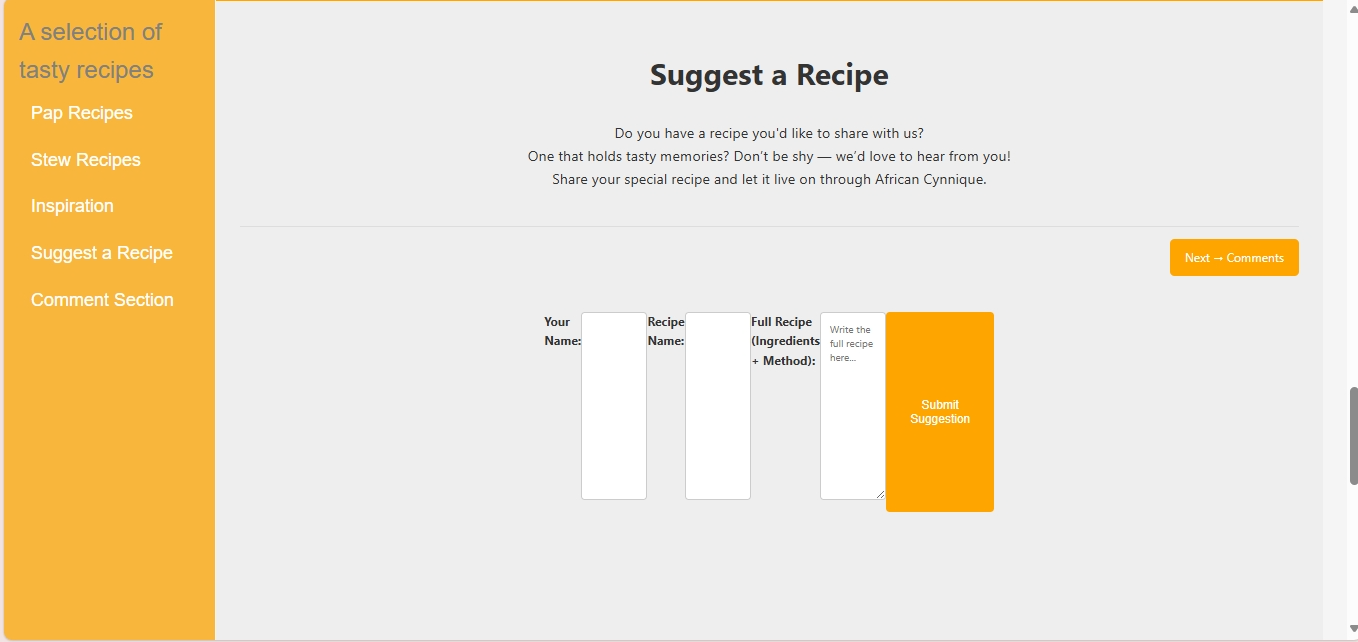 A selection of
tasty recipes
Pap Recipes
Stew Recipes
Inspiration
Suggest a Recipe
Comment Section
Suggest a Recipe
Do you have a recipe you'd like to share with us?
One that holds tasty memories? Don’t be shy — we’d love to hear from you!
Share your special recipe and let it live on through African Cynnique.
Next → Comments
Your
Name:
Recipe
Name:
Full Recipe
(Ingredients
+ Method):
Write the
full recipe
here...
Submit
Suggestion